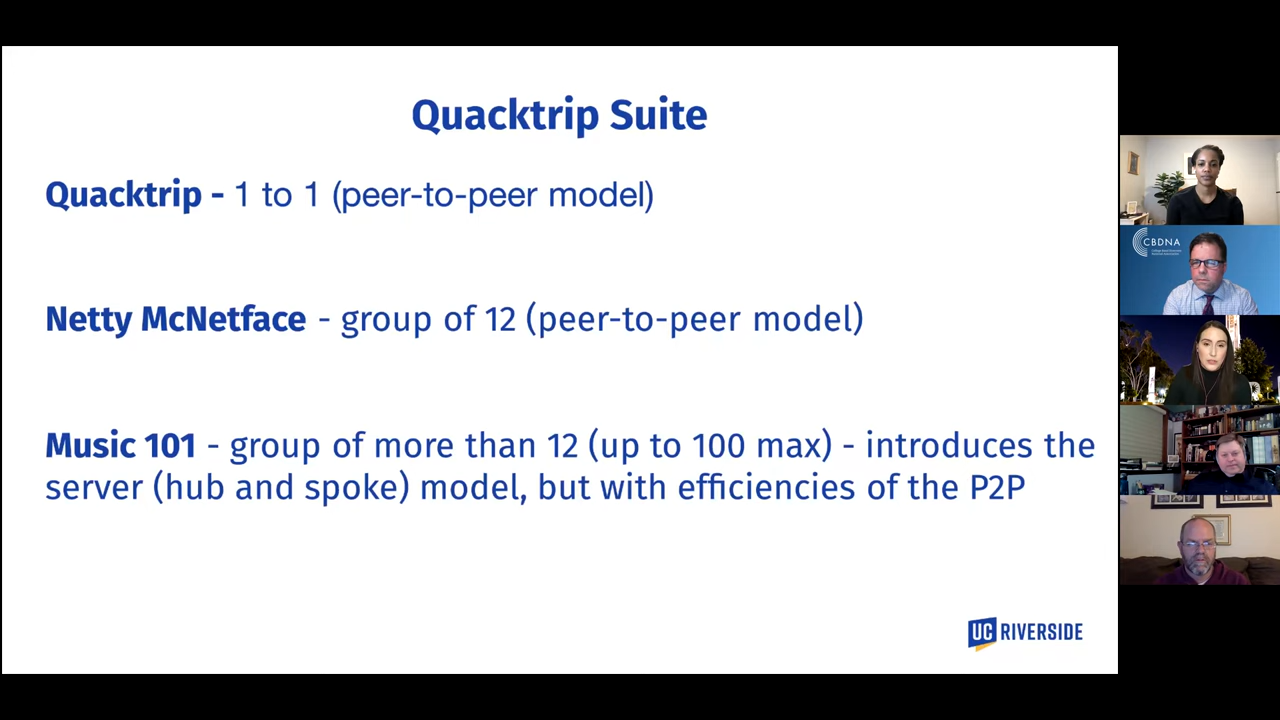 Quacktrip Suite
Quacktrip - 1 to 1 (peer-to-peer model)
Netty McNetface - group of 12 (peer-to-peer model)
Music 101 - group of more than 12 (up to 100 max) - introduces the
server (hub and spoke) model, but with efficiencies of the P2P
UC RIVERSIDE
CBDNA